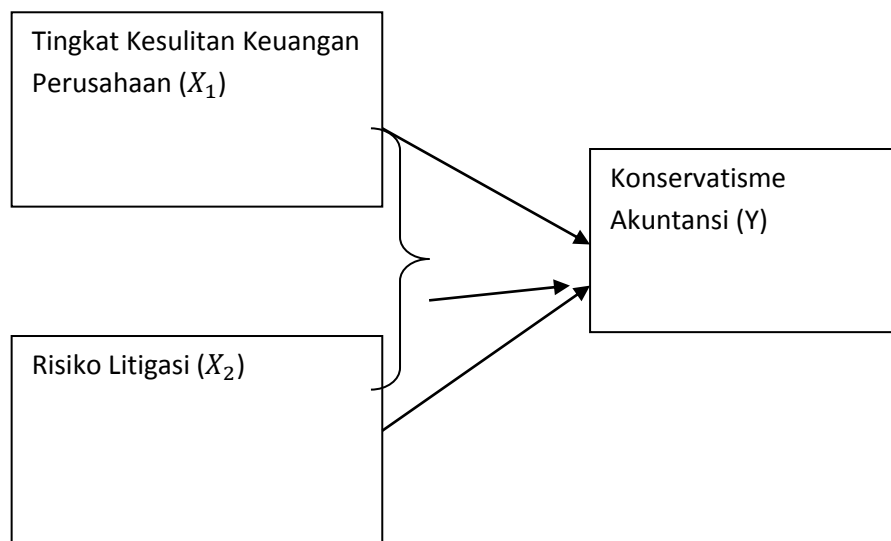 Tingkat Kesulitan Keuangan
Perusahaan (𝑋₁)
Konservatisme
Akuntansi (Y)
Risiko Litigasi (𝑋₂)